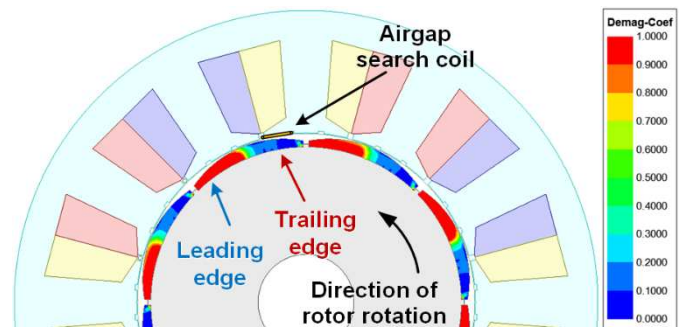 Airgap
search coil
Leading
edge
Trailing
edge
Direction of
rotor rotation
Demag-Coef
1.0000
0.9000
0.8000
0.7000
0.6000
0.5000
0.4000
0.3000
0.2000
0.1000
0.0000